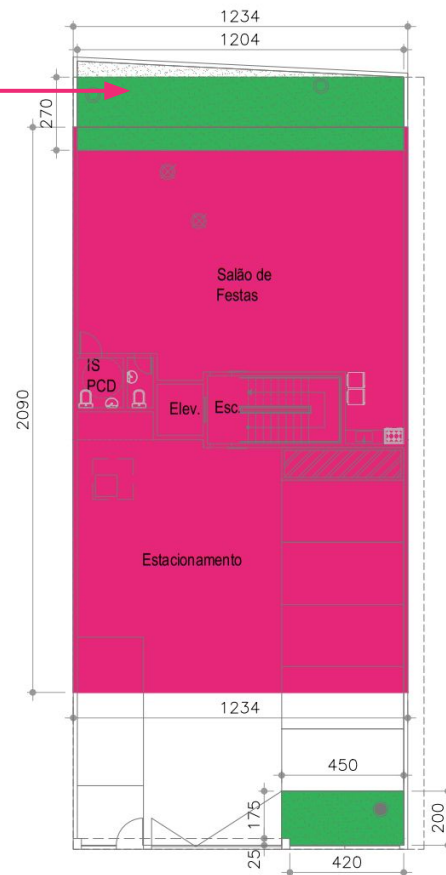 1234
1204
270
Salão de
Festas
IS
PCD
Elev.
Esc.
2090
Estacionamento
1234
450
175
200
25
420